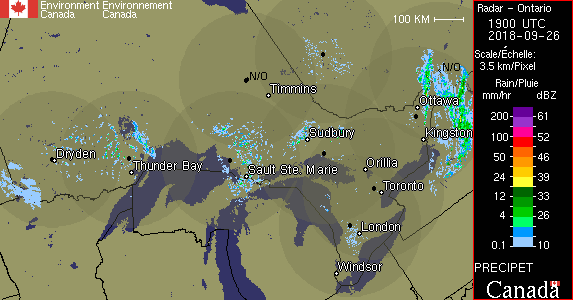 Environment Environnement
Canada Canada
100 KM
N/O
Timmins
N/O
Ottawa
Sudbury
Kingston
Dryden
Thunder Bay
Sault Ste. Marie
Orillia
Toronto
London
Windsor
Radar - Ontario
1900 UTC
2018-09-26
Scale/Échelle:
3.5 km/Pixel
Rain/Pluie
mm/hr dBZ
200 61
100 52
50 46
24 39
12 33
4 26
1 16
0.1 10
PRECIPET
Canada